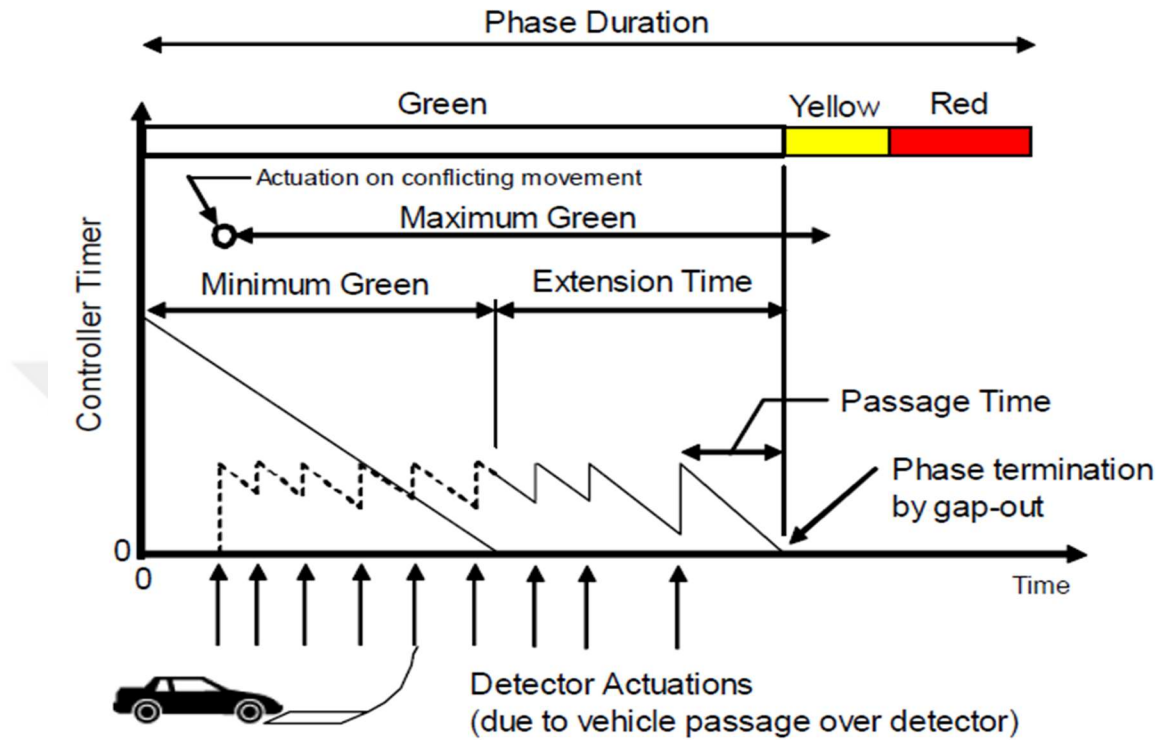 Phase Duration
Green
Yellow
Red
Actuation on conflicting movement
Maximum Green
Minimum Green
Extension Time
Controller Timer
Passage Time
Phase termination
by gap-out
0
0
Time
Detector Actuations
(due to vehicle passage over detector)